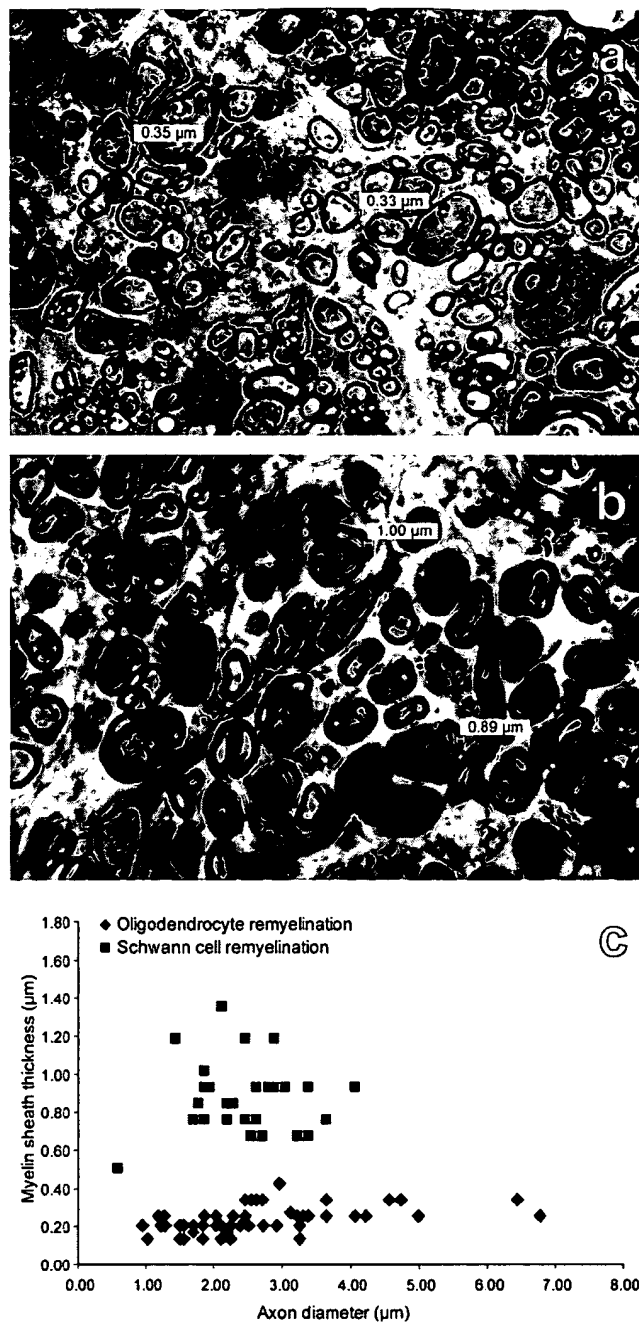 a
0.35 µm
0.33 µm
b
1.00 µm
0.89 µm
C
Oligodendrocyte remyelination
Schwann cell remyelination
Myelin sheath thickness (µm)
1.80
1.60
1.40
1.20
1.00
0.80
0.60
0.40
0.20
0.00
0.00 1.00 2.00 3.00 4.00 5.00 6.00 7.00 8.00
Axon diameter (µm)